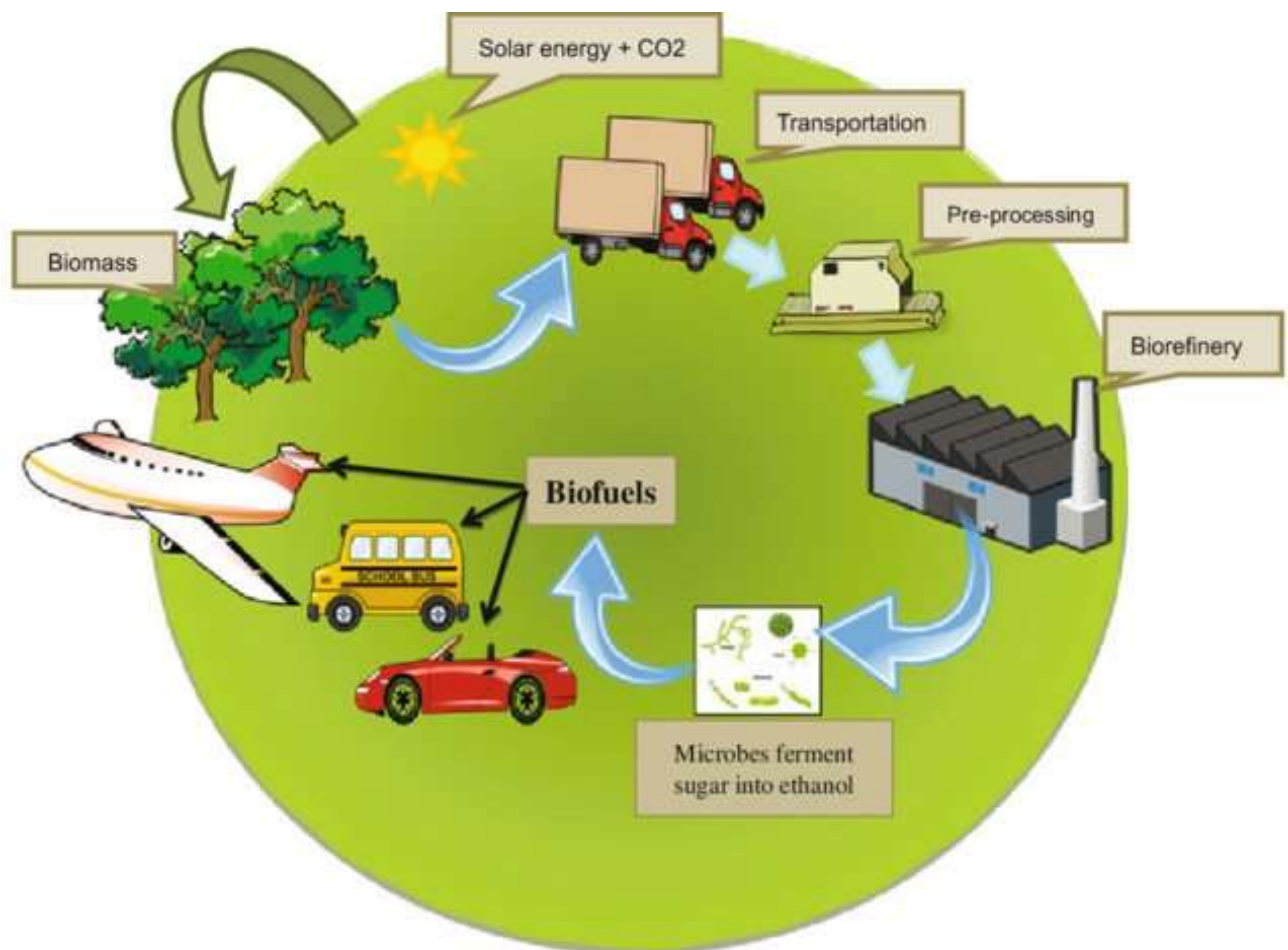 Solar energy + CO2
Transportation
Pre-processing
Biomass
Biorefinery
Biofuels
SCHOOL BUS
Microbes ferment
sugar into ethanol